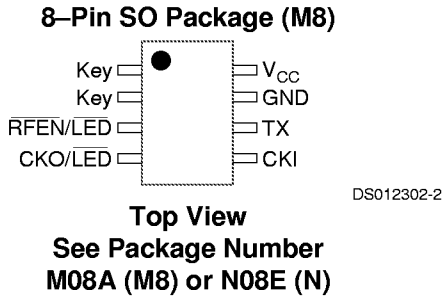 8–Pin SO Package (M8)
Key
V_CC
Key
GND
RFEN/LED
TX
CKO/LED
CKI
DS012302-2
Top View
See Package Number
M08A (M8) or N08E (N)